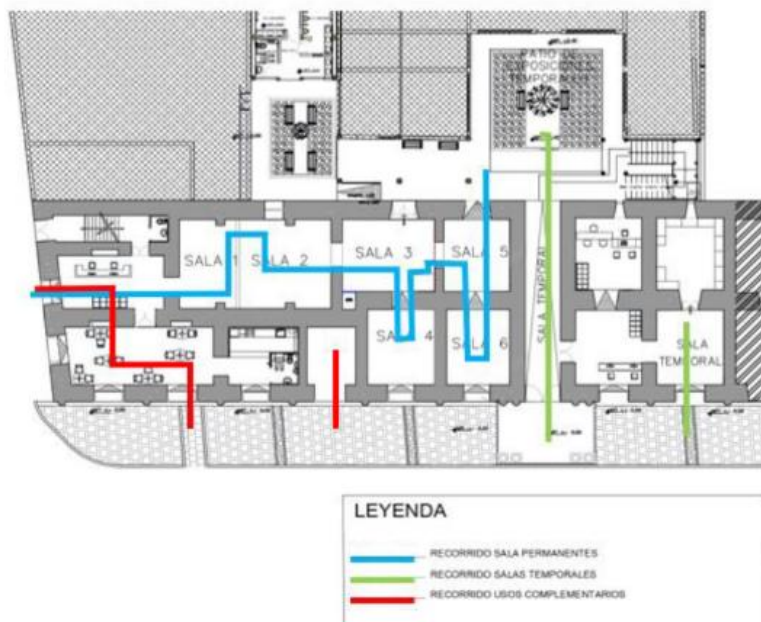 PATIO DE
EXPOSICIONES
TEMPORALES
SALA 1
SALA 2
SALA 3
SALA 5
SALA 4
SALA 6
SALA TEMPORAL
SALA
TEMPORAL
LEYENDA
RECORRIDO SALA PERMANENTES
RECORRIDO SALAS TEMPORALES
RECORRIDO USOS COMPLEMENTARIOS